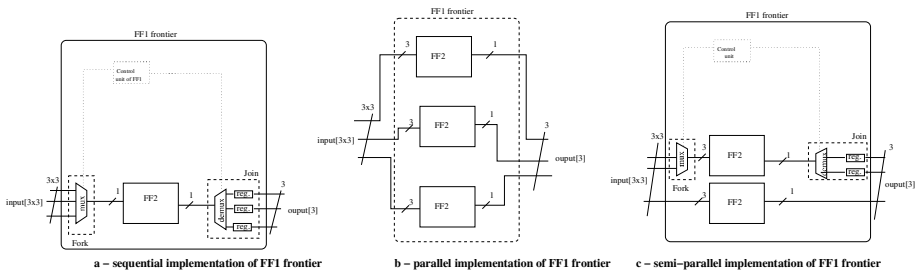 FF1 frontier
Control
unit of FF1
3x3
input[3x3]
mux
Fork
1
FF2
1
Join
demux
reg.
reg.
reg.
3
ouput[3]
a – sequential implementation of FF1 frontier
FF1 frontier
3x3
input[3x3]
3
FF2
1
3
FF2
1
3
FF2
1
3
ouput[3]
b – parallel implementation of FF1 frontier
FF1 frontier
Control
unit
3x3
input[3x3]
mux
Fork
3
FF2
1
3
FF2
1
Join
demux
reg.
reg.
3
ouput[3]
c – semi–parallel implementation of FF1 frontier